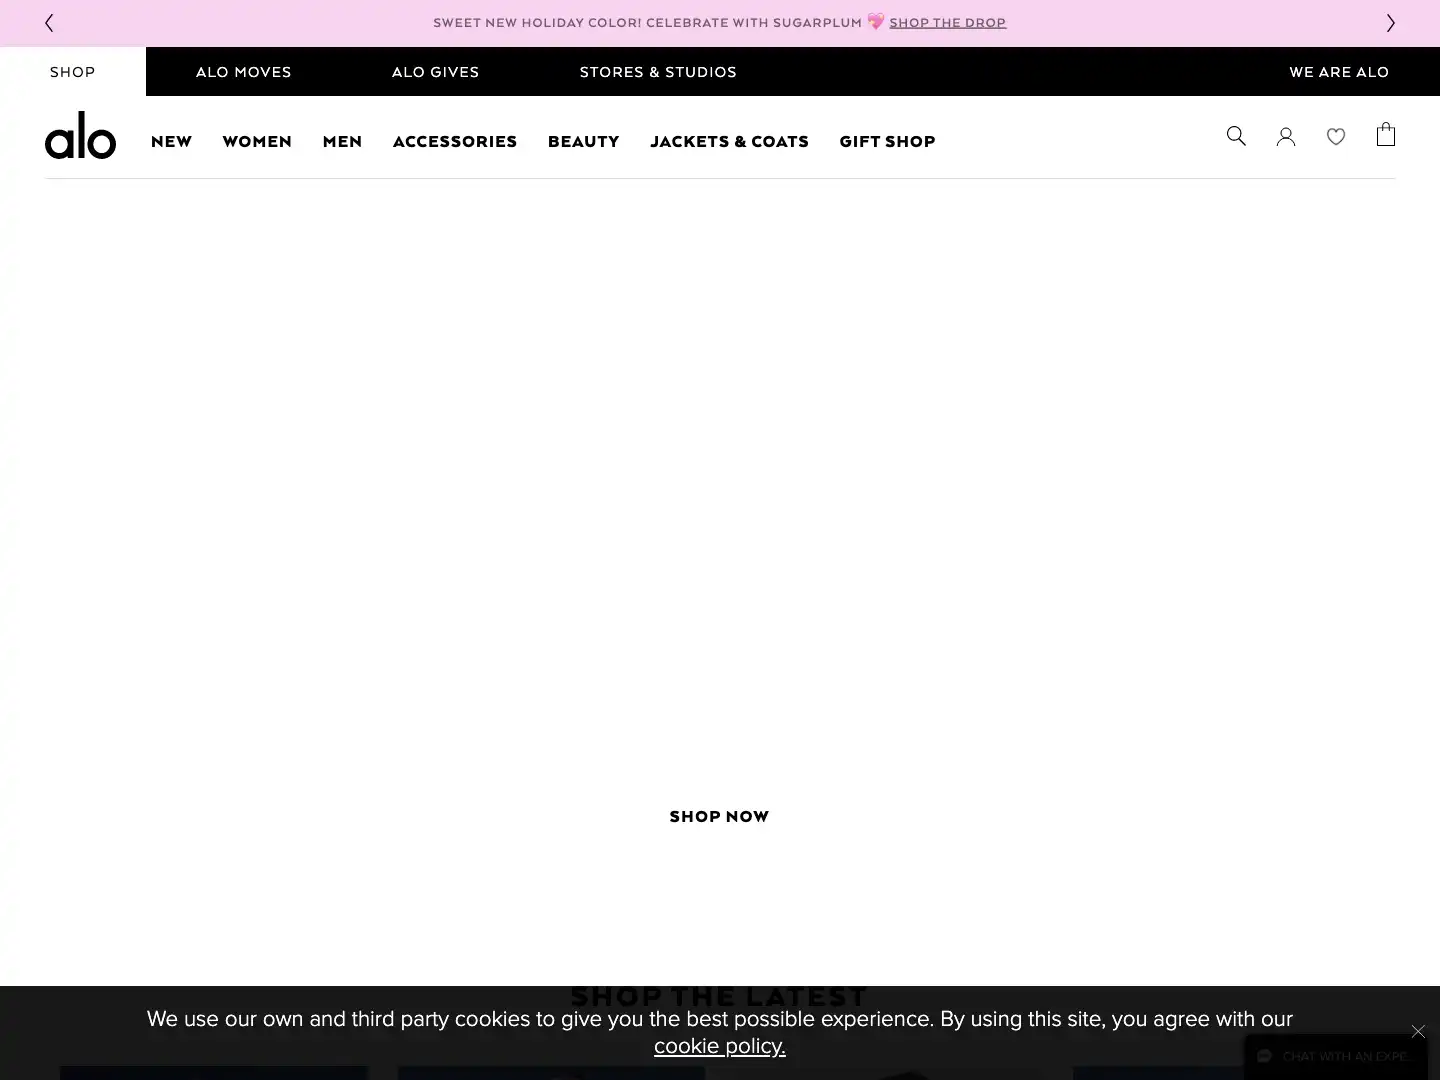 SWEET NEW HOLIDAY COLOR! CELEBRATE WITH SUGARPLUM 💖 SHOP THE DROP
SHOP
ALO MOVES
ALO GIVES
STORES & STUDIOS
WE ARE ALO
alo
NEW
WOMEN
MEN
ACCESSORIES
BEAUTY
JACKETS & COATS
GIFT SHOP
SHOP NOW
SHOP THE LATEST
We use our own and third party cookies to give you the best possible experience. By using this site, you agree with our
cookie policy.
CHAT WITH AN EXPE...